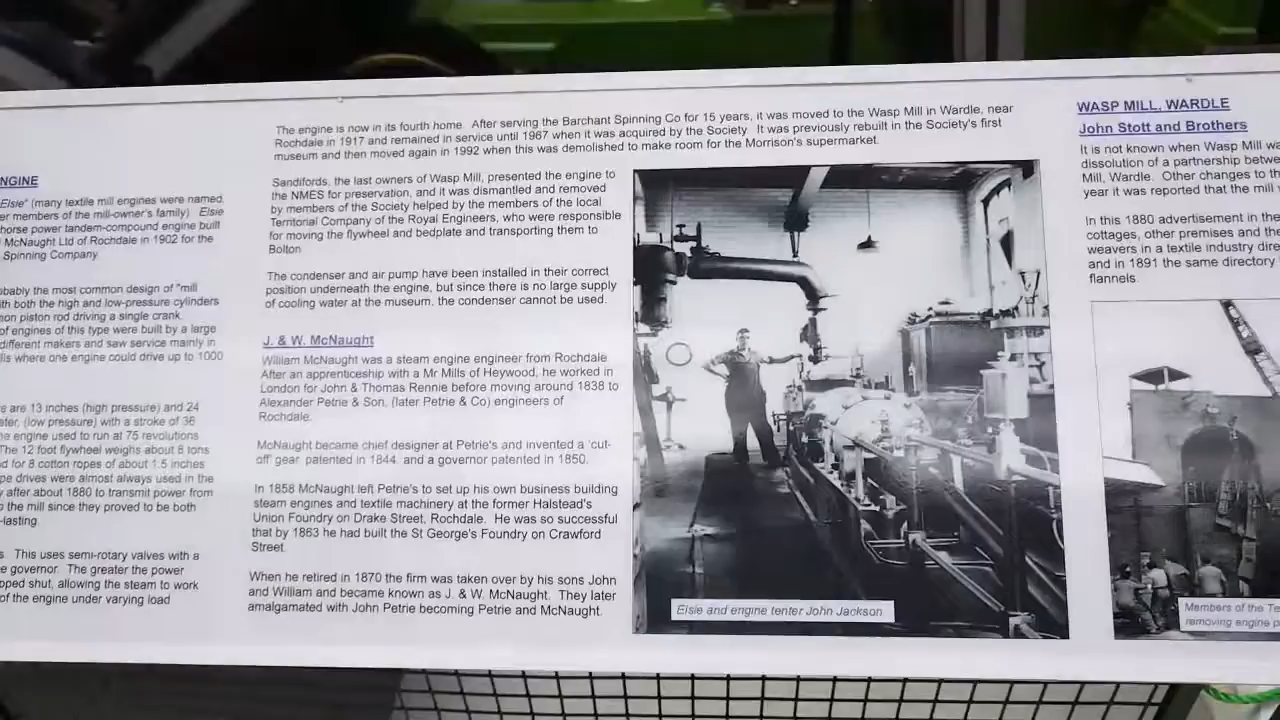 NGINE
Elsie" (many textile mill engines were named
er members of the mill-owner's family) Elsie
horse power tandem-compound engine built
McNaught Ltd of Rochdale in 1902 for the
Spinning Company.
bably the most common design of "mill
th both the high and low-pressure cylinders
mon piston rod driving a single crank.
of engines of this type were built by a large
different makers and saw service mainly in
lls where one engine could drive up to 1000
e are 13 inches (high pressure) and 24
eter, (low pressure) with a stroke of 36
he engine used to run at 75 revolutions
The 12 foot flywheel weighs about 8 tons
d for 8 cotton ropes of about 1.5 inches
pe drives were almost always used in the
y after about 1880 to transmit power from
o the mill since they proved to be both
-lasting.
s This uses semi-rotary valves with a
e governor. The greater the power
pped shut, allowing the steam to work
of the engine under varying load
The engine is now in its fourth home. After serving the Barchant Spinning Co for 15 years, it was moved to the Wasp Mill in Wardle, near
Rochdale in 1917 and remained in service until 1967 when it was acquired by the Society It was previously rebuilt in the Society's first
museum and then moved again in 1992 when this was demolished to make room for the Morrison's supermarket.
Sandifords, the last owners of Wasp Mill, presented the engine to
the NMES for preservation, and it was dismantled and removed
by members of the Society helped by the members of the local
Territorial Company of the Royal Engineers, who were responsible
for moving the flywheel and bedplate and transporting them to
Bolton
The condenser and air pump have been installed in their correct
position underneath the engine, but since there is no large supply
of cooling water at the museum, the condenser cannot be used.
J. & W. McNaught
William McNaught was a steam engine engineer from Rochdale
After an apprenticeship with a Mr Mills of Heywood, he worked in
London for John & Thomas Rennie before moving around 1838 to
Alexander Petrie & Son, (later Petrie & Co) engineers of
Rochdale.
McNaught became chief designer at Petrie's and invented a 'cut-
off' gear patented in 1844, and a governor patented in 1850.
In 1858 McNaught left Petrie's to set up his own business building
steam engines and textile machinery at the former Halstead's
Union Foundry on Drake Street, Rochdale. He was so successful
that by 1863 he had built the St George's Foundry on Crawford
Street.
When he retired in 1870 the firm was taken over by his sons John
and William and became known as J. & W. McNaught. They later
amalgamated with John Petrie becoming Petrie and McNaught.
Elsie and engine tenter John Jackson
WASP MILL, WARDLE
John Stott and Brothers
It is not known when Wasp Mill wa
dissolution of a partnership betwe
Mill, Wardle. Other changes to th
year it was reported that the mill
In this 1880 advertisement in the
cottages, other premises and the
weavers in a textile industry dire
and in 1891 the same directory
flannels.
Members of the Te
removing engine p